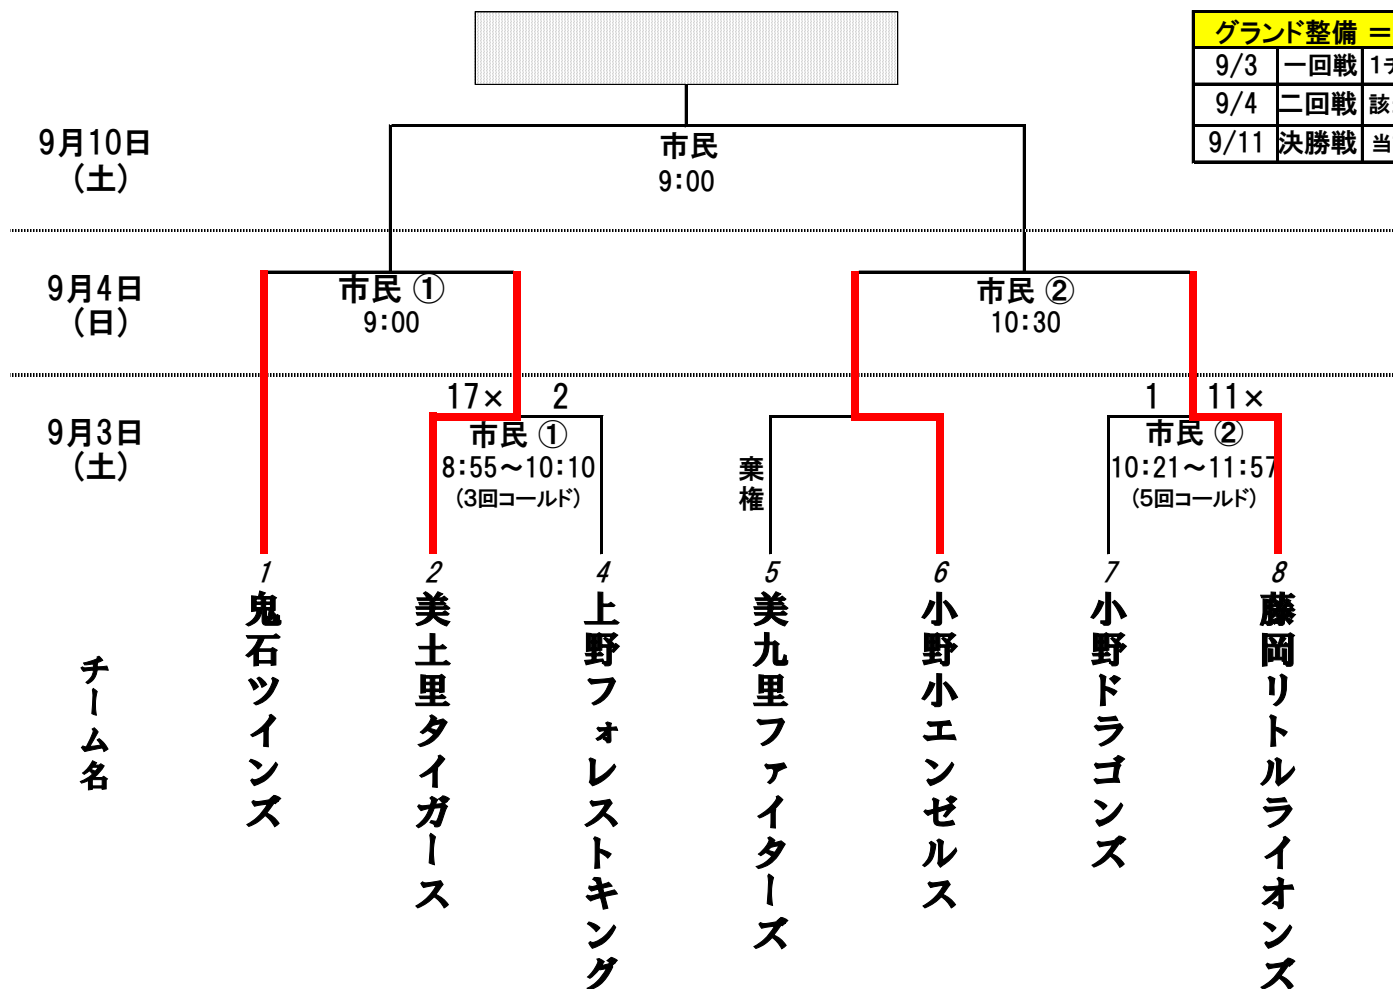 グランド整備 =
9/3 一回戦 1チ
9/4 二回戦 該
9/11 決勝戦 当
9月10日
(土)
市民
9:00
9月4日
(日)
市民 ①
9:00
市民 ②
10:30
9月3日
(土)
17× 2
市民 ①
8:55～10:10
(3回コールド)
棄権
1 11×
市民 ②
10:21～11:57
(5回コールド)
1 2 4 5 6 7 8
チーム名
鬼石ツインズ
美土里タイガース
上野フォレストキング
美九里ファイターズ
小野小エンゼルス
小野ドラゴンズ
藤岡リトルライオンズ